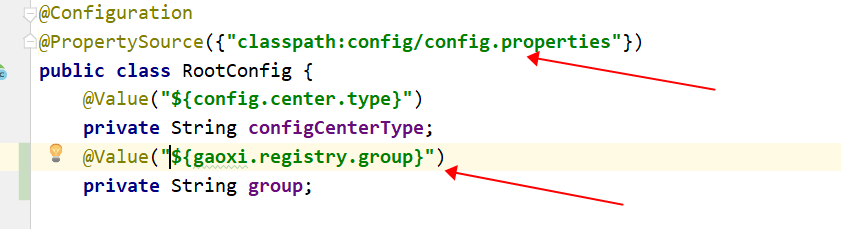 @Configuration
@PropertySource({"classpath:config/config.properties"})
public class RootConfig {
@Value("${config.center.type}")
private String configCenterType;
@Value("${gaoxi.registry.group}")
private String group;